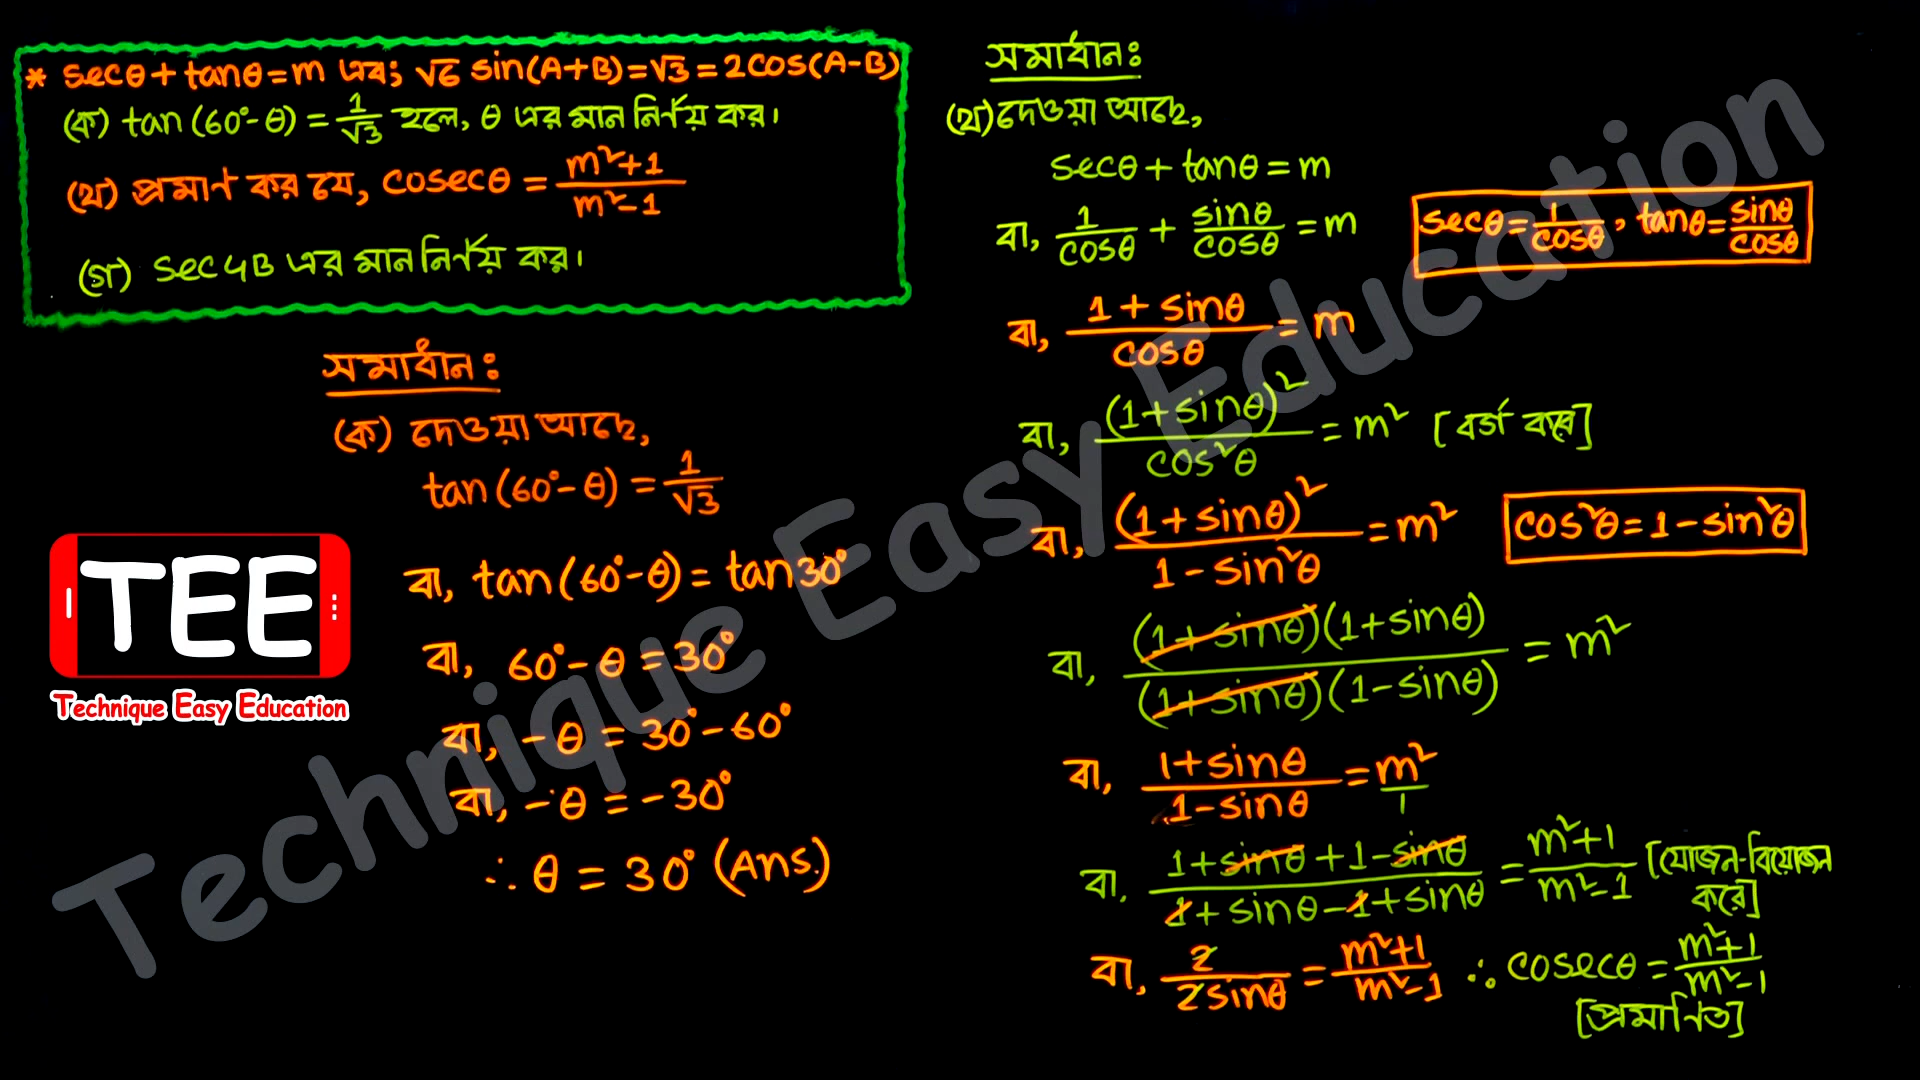 * secθ + tanθ = m এবং √6 sin(A+B) = √3 = 2cos(A-B)
(ক) tan(60°-θ) = 1/√3 হলে, θ এর মান নির্ণয় কর।
(খ) প্রমাণ কর যে, cosecθ = (m²+1)/(m²-1)
(গ) sec4B এর মান নির্ণয় কর।
সমাধান:
(ক) দেওয়া আছে,
tan(60°-θ) = 1/√3
বা, tan(60°-θ) = tan30°
বা, 60°-θ = 30°
বা, -θ = 30°-60°
বা, -θ = -30°
∴ θ = 30° (Ans.)
TEE
Technique Easy Education
সমাধান:
(খ) দেওয়া আছে,
secθ + tanθ = m
বা, 1/cosθ + sinθ/cosθ = m
secθ = 1/cosθ, tanθ = sinθ/cosθ
বা, (1+sinθ)/cosθ = m
বা, (1+sinθ)²/cos²θ = m² [বর্গ করে]
বা, (1+sinθ)²/(1-sin²θ) = m²
cos²θ = 1-sin²θ
বা, (1+sinθ)(1+sinθ)/(1+sinθ)(1-sinθ) = m²
বা, (1+sinθ)/(1-sinθ) = m²/1
বা, (1+sinθ+1-sinθ)/(1+sinθ-1+sinθ) = (m²+1)/(m²-1) [যোজন-বিয়োজন
করে]
বা, 2/2sinθ = (m²+1)/(m²-1) ∴ cosecθ = (m²+1)/(m²-1)
[প্রমাণিত]
Technique Easy Education